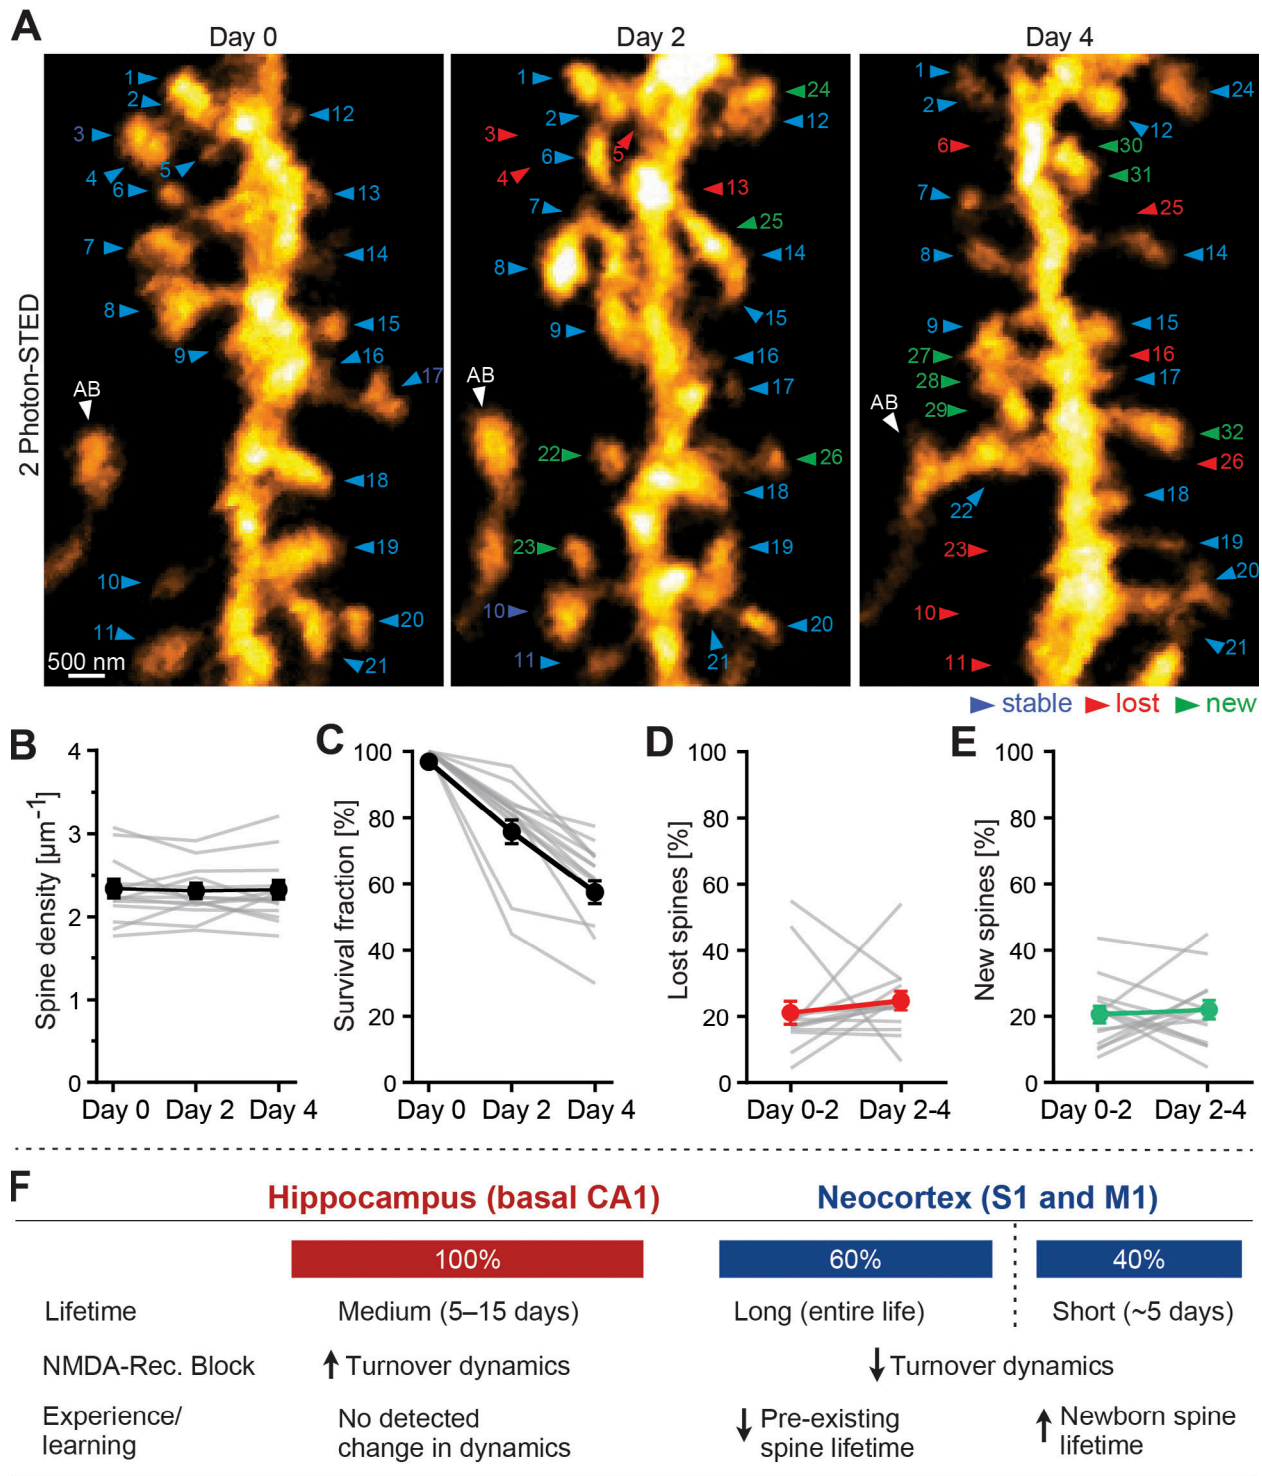 A
Day 0
Day 2
Day 4
2 Photon-STED
1
2
3
4
5
6
7
8
9
AB
10
11
12
13
14
15
16
17
18
19
20
21
500 nm
1
2
3
4
5
6
7
8
9
AB
22
23
10
11
24
12
13
25
14
15
16
17
26
18
19
20
21
1
2
6
7
8
9
27
28
29
AB
22
23
10
11
24
12
30
31
25
14
15
16
17
32
26
18
19
20
21
stable lost new
B
Spine density [µm⁻¹]
4
3
2
1
0
Day 0 Day 2 Day 4
C
Survival fraction [%]
100
80
60
40
20
0
Day 0 Day 2 Day 4
D
Lost spines [%]
100
80
60
40
20
0
Day 0-2 Day 2-4
E
New spines [%]
100
80
60
40
20
0
Day 0-2 Day 2-4
F
Hippocampus (basal CA1) Neocortex (S1 and M1)
100% 60% 40%
Lifetime Medium (5–15 days) Long (entire life) Short (~5 days)
NMDA-Rec. Block ↑ Turnover dynamics ↓ Turnover dynamics
Experience/
learning
No detected
change in dynamics
↓ Pre-existing
spine lifetime
↑ Newborn spine
lifetime